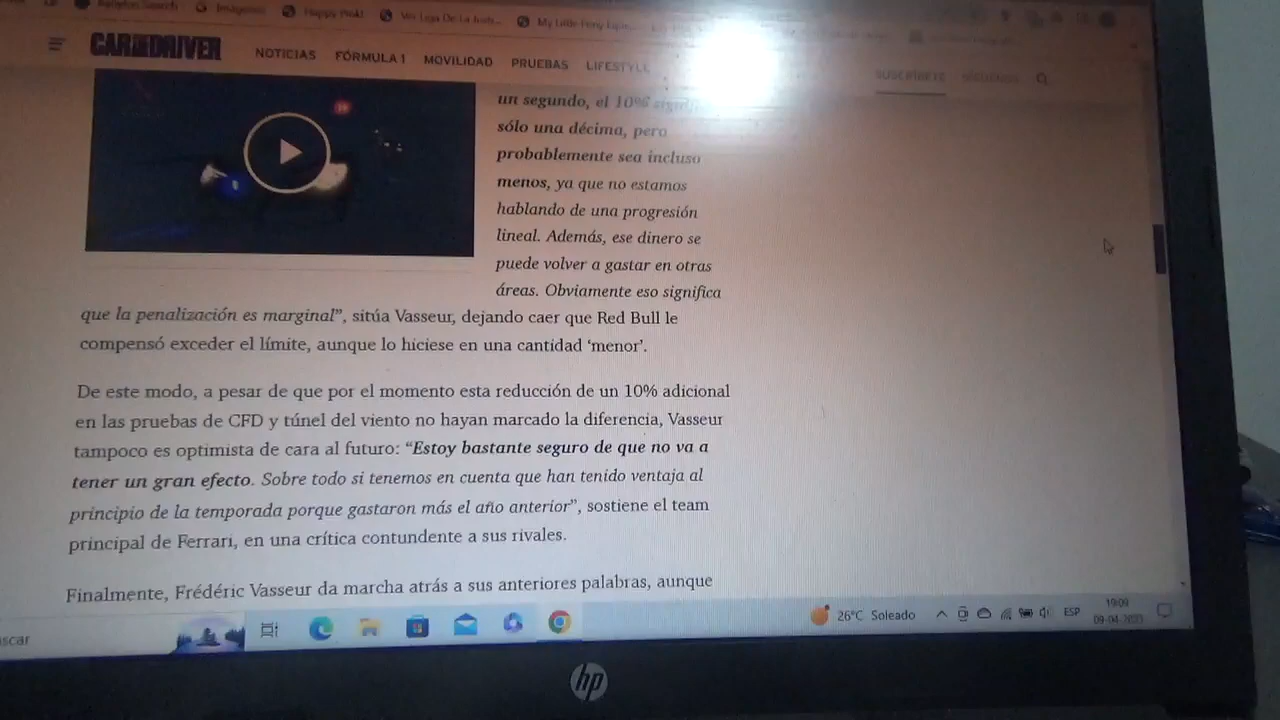 Happy Pink!
My Little Pony Eque...
CAR AND DRIVER
NOTICIAS FÓRMULA 1 MOVILIDAD PRUEBAS LIFESTYLE
SUSCRÍBETE
un segundo, el 10%
sólo una décima, pero
probablemente sea incluso
menos, ya que no estamos
hablando de una progresión
lineal. Además, ese dinero se
puede volver a gastar en otras
áreas. Obviamente eso significa
que la penalización es marginal”, sitúa Vasseur, dejando caer que Red Bull le
compensó exceder el límite, aunque lo hiciese en una cantidad ‘menor’.
De este modo, a pesar de que por el momento esta reducción de un 10% adicional
en las pruebas de CFD y túnel del viento no hayan marcado la diferencia, Vasseur
tampoco es optimista de cara al futuro: “Estoy bastante seguro de que no va a
tener un gran efecto. Sobre todo si tenemos en cuenta que han tenido ventaja al
principio de la temporada porque gastaron más el año anterior”, sostiene el team
principal de Ferrari, en una crítica contundente a sus rivales.
Finalmente, Frédéric Vasseur da marcha atrás a sus anteriores palabras, aunque
scar
26°C Soleado
ESP
19:09
hp